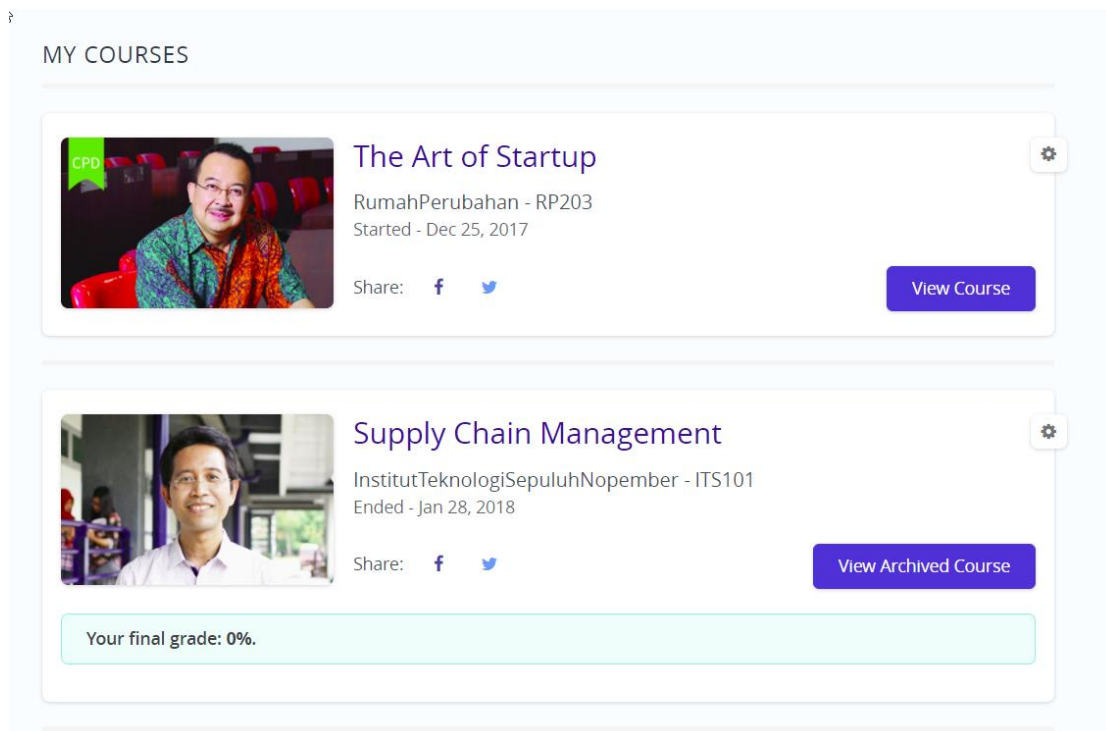 MY COURSES
CPD
The Art of Startup
RumahPerubahan - RP203
Started - Dec 25, 2017
Share:
View Course
Supply Chain Management
InstitutTeknologiSepuluhNopember - ITS101
Ended - Jan 28, 2018
Share:
View Archived Course
Your final grade: 0%.